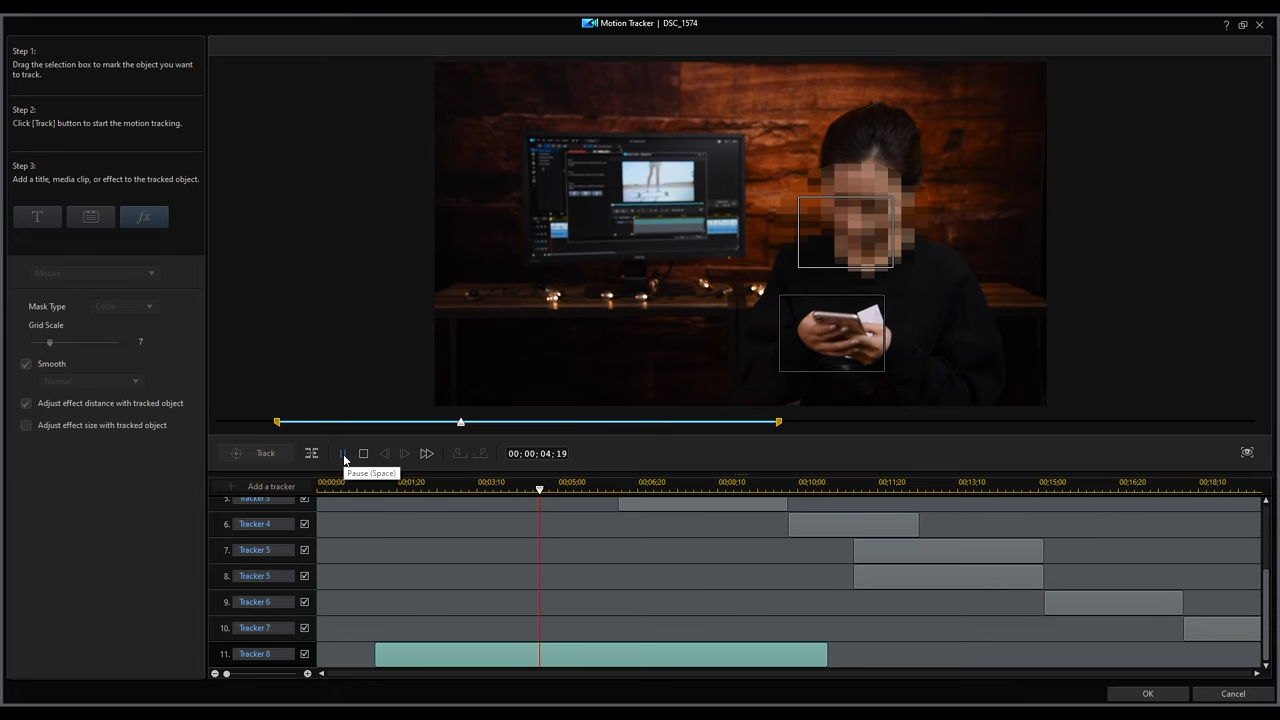 Motion Tracker | DSC_1574
?
Step 1:
Drag the selection box to mark the object you want
to track.
Step 2:
Click [Track] button to start the motion tracking.
Step 3:
Add a title, media clip, or effect to the tracked object.
T
fx
Mosaic
Mask Type
Circle
Grid Scale
7
Smooth
Normal
Adjust effect distance with tracked object
Adjust effect size with tracked object
Track
00; 00; 04; 19
Pause (Space)
Add a tracker
00;00;00
00;01;20
00;03;10
00;05;00
00;06;20
00;08;10
00;10;00
00;11;20
00;13;10
00;15;00
00;16;20
00;18;10
5. Tracker 3
6. Tracker 4
7. Tracker 5
8. Tracker 5
9. Tracker 6
10. Tracker 7
11. Tracker 8
OK
Cancel